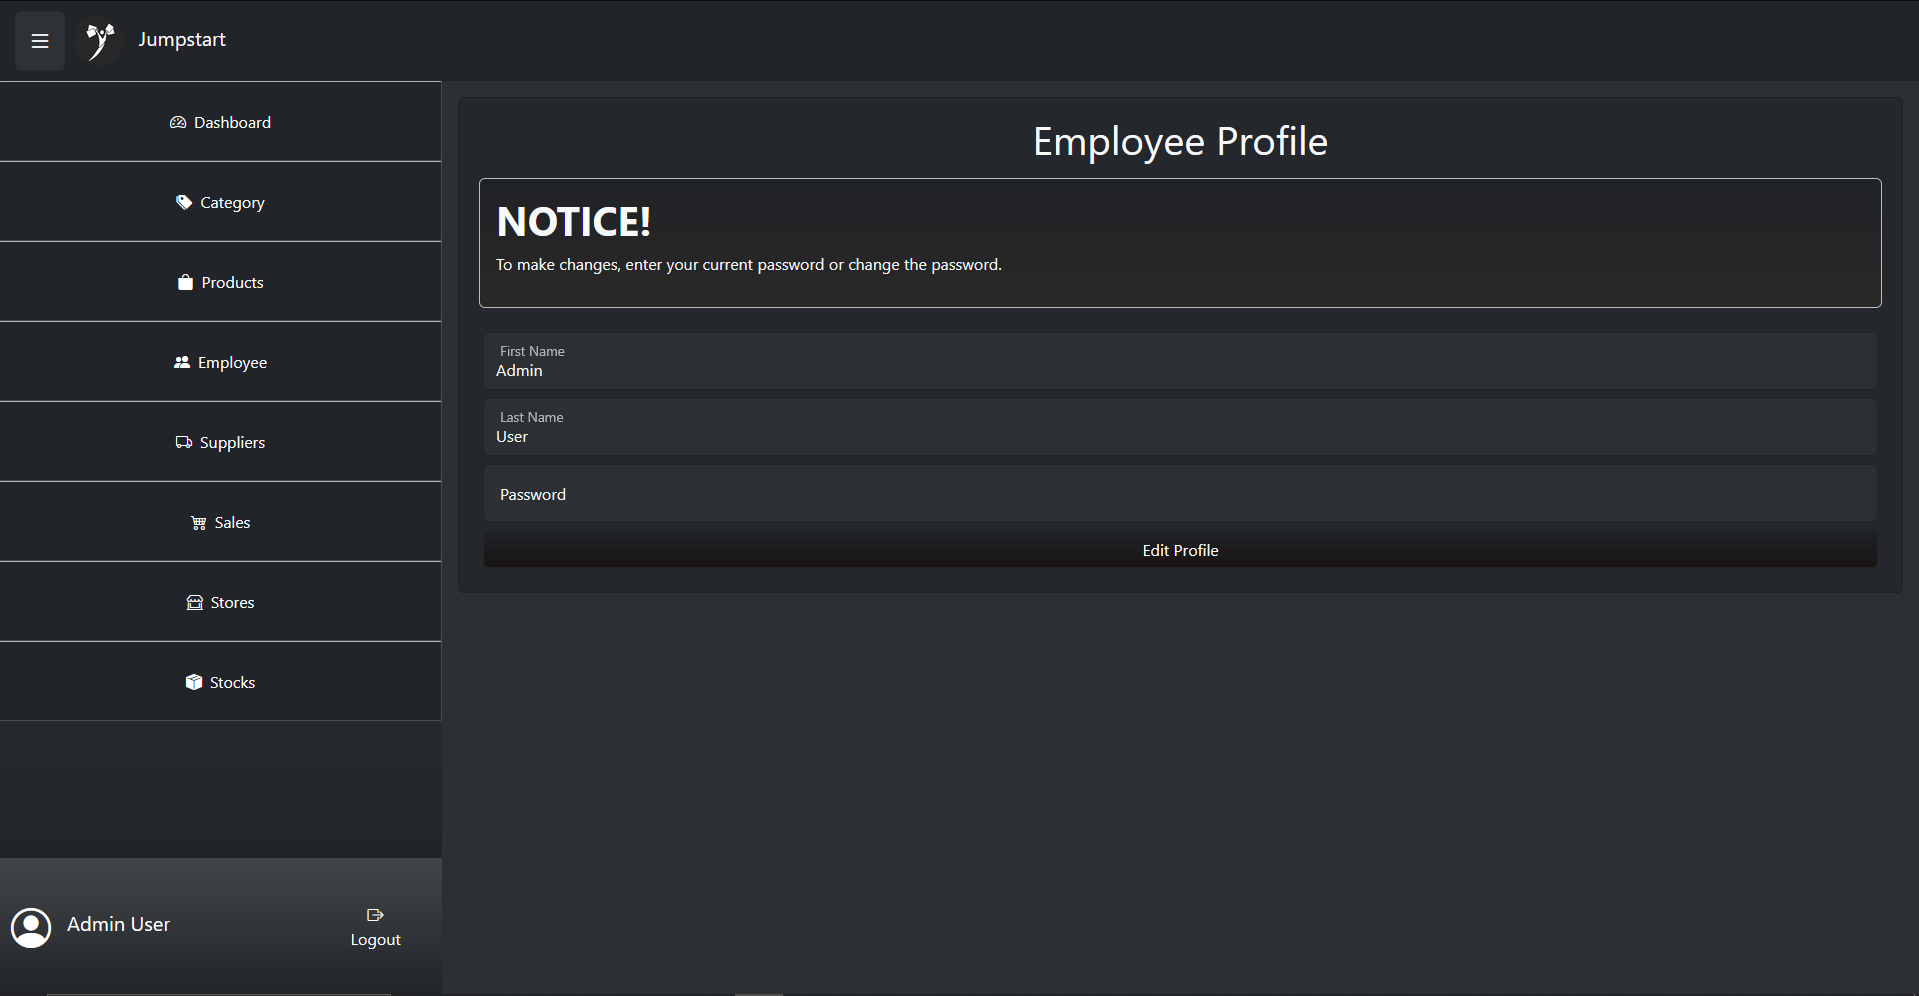 Jumpstart
Dashboard
Category
Products
Employee
Suppliers
Sales
Stores
Stocks
Admin User
Logout
Employee Profile
NOTICE!
To make changes, enter your current password or change the password.
First Name
Admin
Last Name
User
Password
Edit Profile